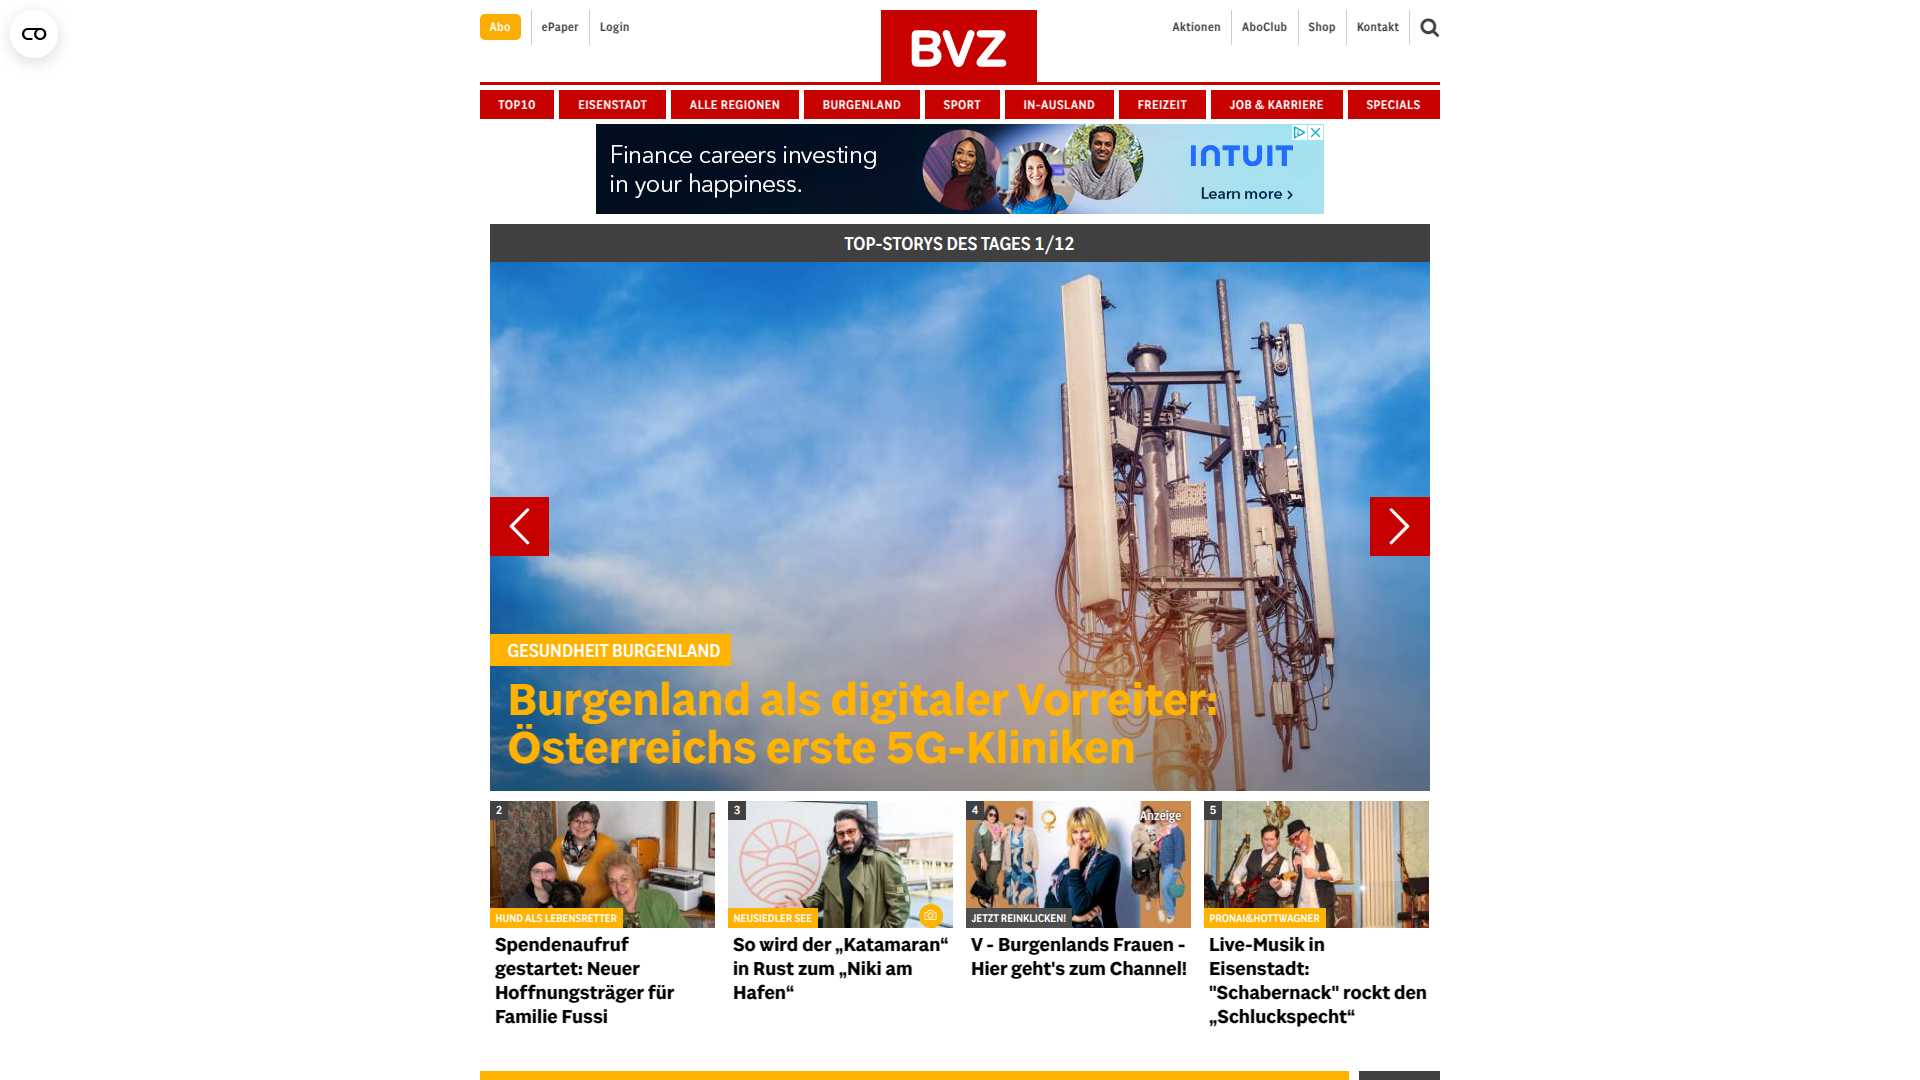 Abo
ePaper
Login
BVZ
Aktionen
AboClub
Shop
Kontakt
TOP10
EISENSTADT
ALLE REGIONEN
BURGENLAND
SPORT
IN-AUSLAND
FREIZEIT
JOB & KARRIERE
SPECIALS
Finance careers investing
in your happiness.
INTUIT
Learn more ›
TOP-STORYS DES TAGES 1/12
GESUNDHEIT BURGENLAND
Burgenland als digitaler Vorreiter:
Österreichs erste 5G-Kliniken
2
HUND ALS LEBENSRETTER
Spendenaufruf
gestartet: Neuer
Hoffnungsträger für
Familie Fussi
3
NEUSIEDLER SEE
So wird der „Katamaran“
in Rust zum „Niki am
Hafen“
4
Anzeige
JETZT REINKLICKEN!
V - Burgenlands Frauen -
Hier geht's zum Channel!
5
PRONAI&HOTTWAGNER
Live-Musik in
Eisenstadt:
"Schabernack" rockt den
„Schluckspecht“